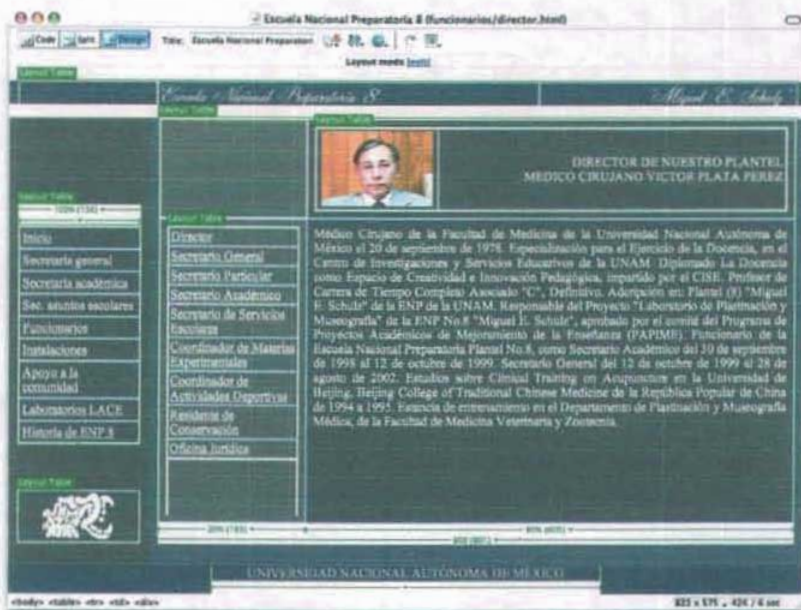 Escuela Nacional Preparatoria 8 (funcionarios/director.html)
Code Split Design Title: Escuela Nacional Preparatori
Layout mode [exit]
Layout Table
Escuela Nacional Preparatoria 8
"Miguel E. Schulz"
Layout Table
Layout Table
DIRECTOR DE NUESTRO PLANTEL
MEDICO CIRUJANO VICTOR PLATA PEREZ
Layout Table
100% (136)
Inicio
Secretaría general
Secretaría académica
Sec. asuntos escolares
Funcionarios
Instalaciones
Apoyo a la
comunidad
Laboratorios LACE
Historia de ENP 8
Layout Table
Layout Table
Director
Secretario General
Secretario Particular
Secretario Académico
Secretario de Servicios
Escolares
Coordinador de Materias
Experimentales
Coordinador de
Actividades Deportivas
Residente de
Conservación
Oficina Jurídica
Médico Cirujano de la Facultad de Medicina de la Universidad Nacional Autónoma de
México el 20 de septiembre de 1978. Especialización para el Ejercicio de la Docencia, en el
Centro de Investigaciones y Servicios Educativos de la UNAM. Diplomado La Docencia
como Espacio de Creatividad e Innovación Pedagógica, impartido por el CISE. Profesor de
Carrera de Tiempo Completo Asociado "C", Definitivo. Adscripción en: Plantel (8) "Miguel
E. Schulz" de la ENP de la UNAM. Responsable del Proyecto "Laboratorio de Plastinación y
Museografía" de la ENP No.8 "Miguel E. Schulz", aprobado por el comité del Programa de
Proyectos Académicos de Mejoramiento de la Enseñanza (PAPIME). Funcionario de la
Escuela Nacional Preparatoria Plantel No.8, como Secretario Académico del 30 de septiembre
de 1998 al 12 de octubre de 1999. Secretario General del 12 de octubre de 1999 al 28 de
agosto de 2002. Estudios sobre Clinical Training on Acupuncture en la Universidad de
Beijing, Beijing College of Traditional Chinese Medicine de la República Popular de China
de 1994 a 1995. Estancia de entrenamiento en el Departamento de Plastinación y Museografía
Médica, de la Facultad de Medicina Veterinaria y Zootecnia.
UNIVERSIDAD NACIONAL AUTÓNOMA DE MÉXICO
<body> <table> <tr> <td> <div>
823 x 575